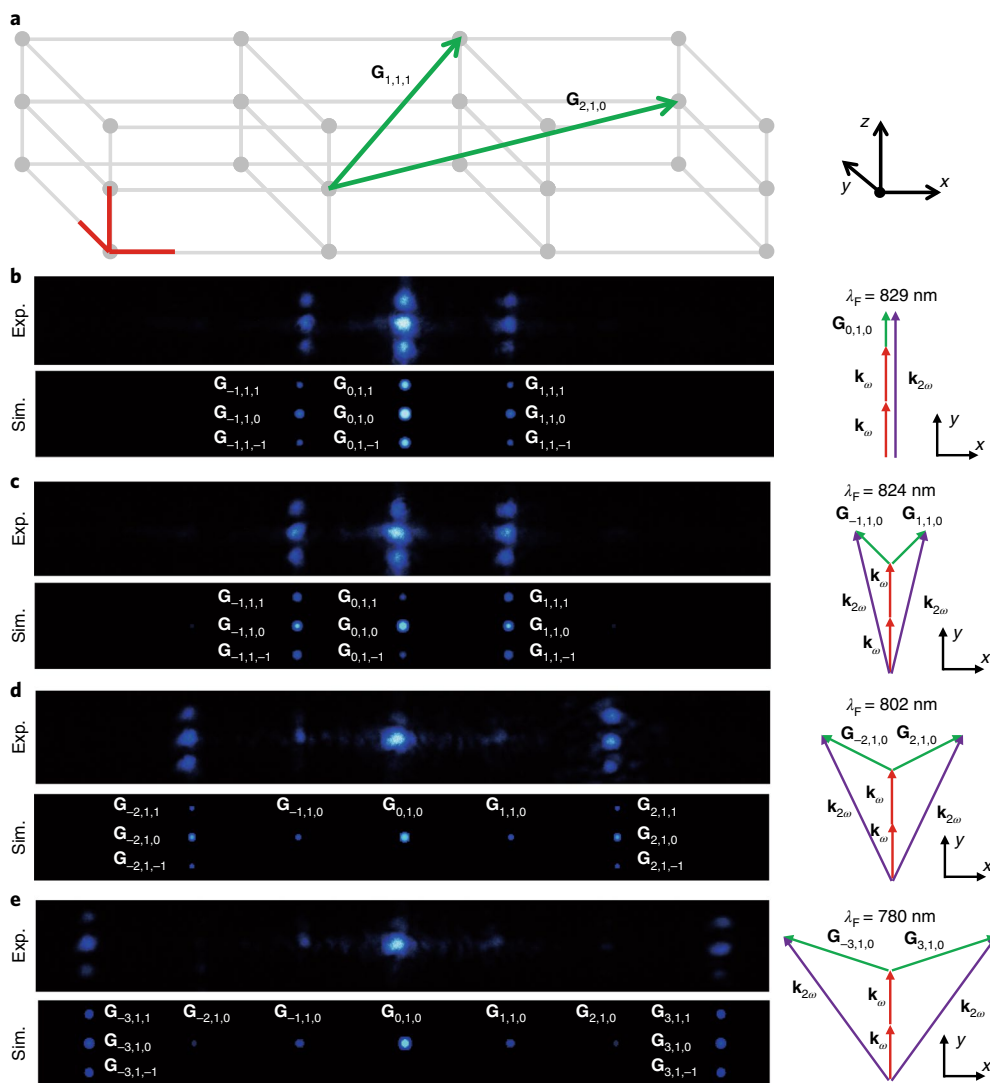 a
G1,1,1
G2,1,0
z
y
x
b
Exp.
λF = 829 nm
G0,1,0
kω
k2ω
kω
y
x
Sim.
G–1,1,1
G0,1,1
G1,1,1
G–1,1,0
G0,1,0
G1,1,0
G–1,1,–1
G0,1,–1
G1,1,–1
c
Exp.
λF = 824 nm
G–1,1,0
G1,1,0
kω
k2ω
k2ω
kω
y
x
Sim.
G–1,1,1
G0,1,1
G1,1,1
G–1,1,0
G0,1,0
G1,1,0
G–1,1,–1
G0,1,–1
G1,1,–1
d
Exp.
λF = 802 nm
G–2,1,0
G2,1,0
kω
k2ω
kω
k2ω
y
x
Sim.
G–2,1,1
G–1,1,0
G0,1,0
G1,1,0
G2,1,1
G–2,1,0
G2,1,0
G–2,1,–1
G2,1,–1
e
Exp.
λF = 780 nm
G–3,1,0
G3,1,0
k2ω
kω
k2ω
kω
y
x
Sim.
G–3,1,1
G–2,1,0
G–1,1,0
G0,1,0
G1,1,0
G2,1,0
G3,1,1
G–3,1,0
G3,1,0
G–3,1,–1
G3,1,–1